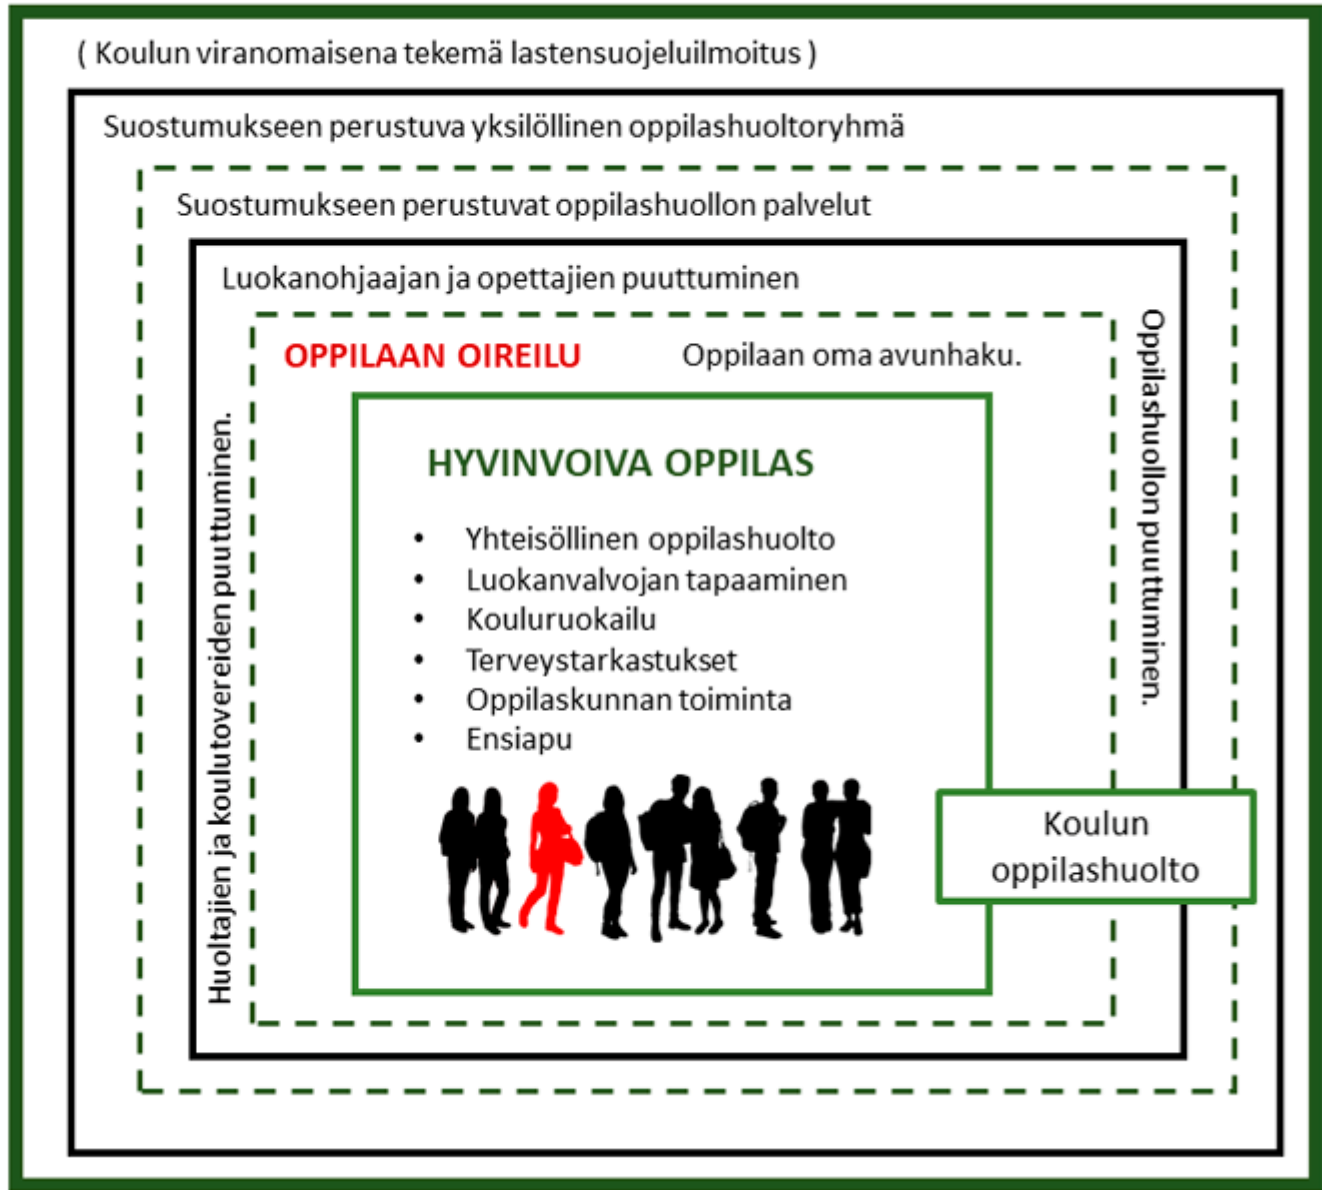 ( Koulun viranomaisena tekemä lastensuojeluilmoitus )
Suostumukseen perustuva yksilöllinen oppilashuoltoryhmä
Suostumukseen perustuvat oppilashuollon palvelut
Luokanohjaajan ja opettajien puuttuminen
OPPILAAN OIREILU
Oppilaan oma avunhaku.
Huoltajien ja koulutovereiden puuttuminen.
Oppilashuollon puuttuminen.
HYVINVOIVA OPPILAS
• Yhteisöllinen oppilashuolto
• Luokanvalvojan tapaaminen
• Kouluruokailu
• Terveystarkastukset
• Oppilaskunnan toiminta
• Ensiapu
Koulun
oppilashuolto